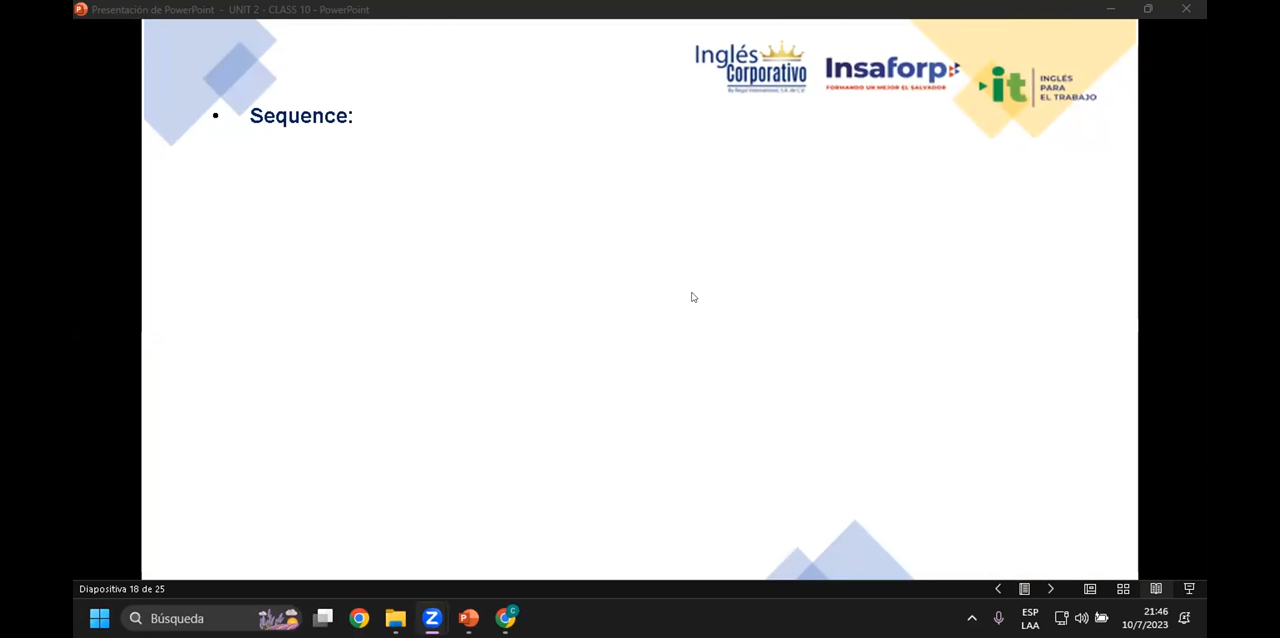 Presentación de PowerPoint - UNIT 2 - CLASS 10 - PowerPoint
Inglés
Corporativo
Insaforp
FORMANDO UN MEJOR EL SALVADOR
it
INGLÉS
PARA
EL TRABAJO
• Sequence:
Diapositiva 18 de 25
Búsqueda
ESP
LAA
21:46
10/7/2023